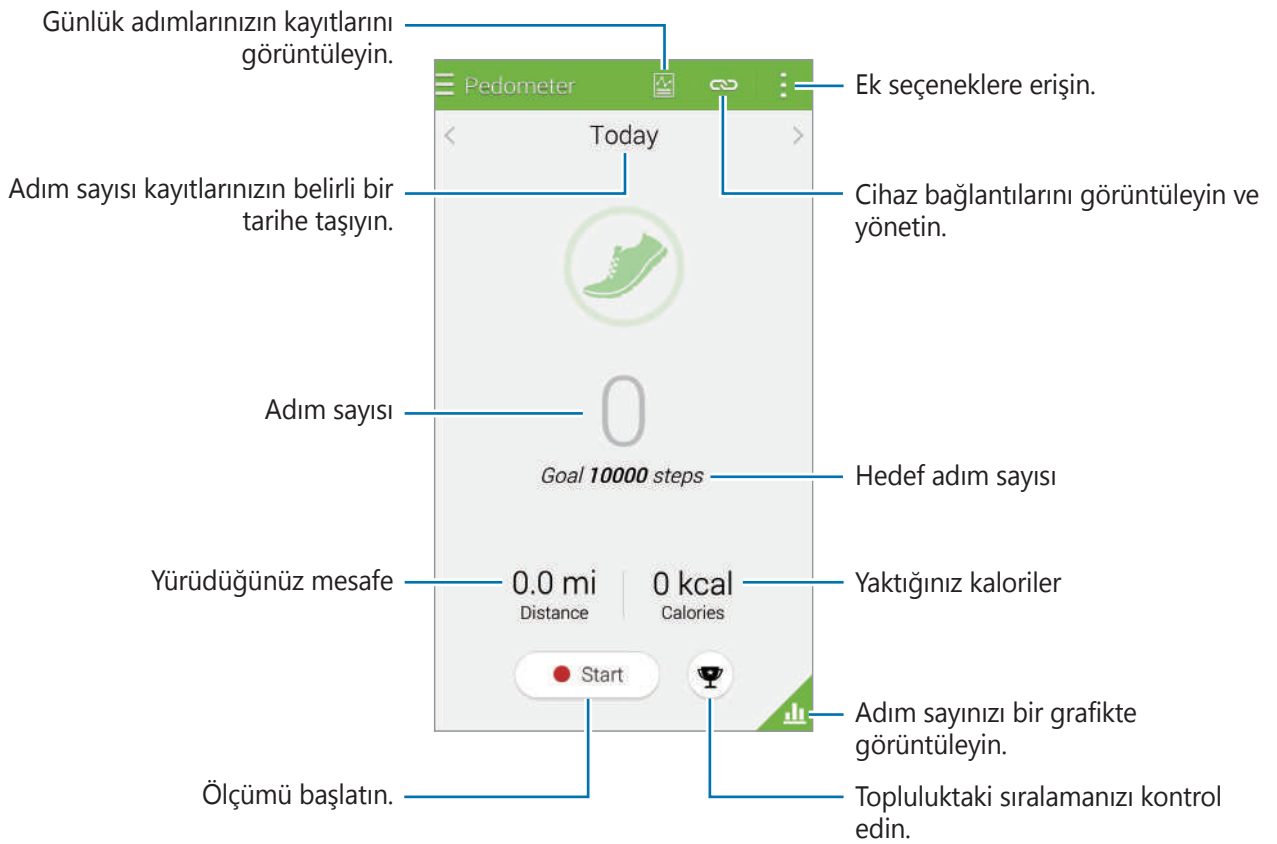 Günlük adımlarınızın kayıtlarını
görüntüleyin.
Pedometer
Ek seçeneklere erişin.
Today
Adım sayısı kayıtlarınızın belirli bir
tarihe taşıyın.
Cihaz bağlantılarını görüntüleyin ve
yönetin.
Adım sayısı
0
Goal 10000 steps
Hedef adım sayısı
Yürüdüğünüz mesafe
0.0 mi
Distance
0 kcal
Calories
Yaktığınız kaloriler
Start
Adım sayınızı bir grafikte
görüntüleyin.
Ölçümü başlatın.
Topluluktaki sıralamanızı kontrol
edin.